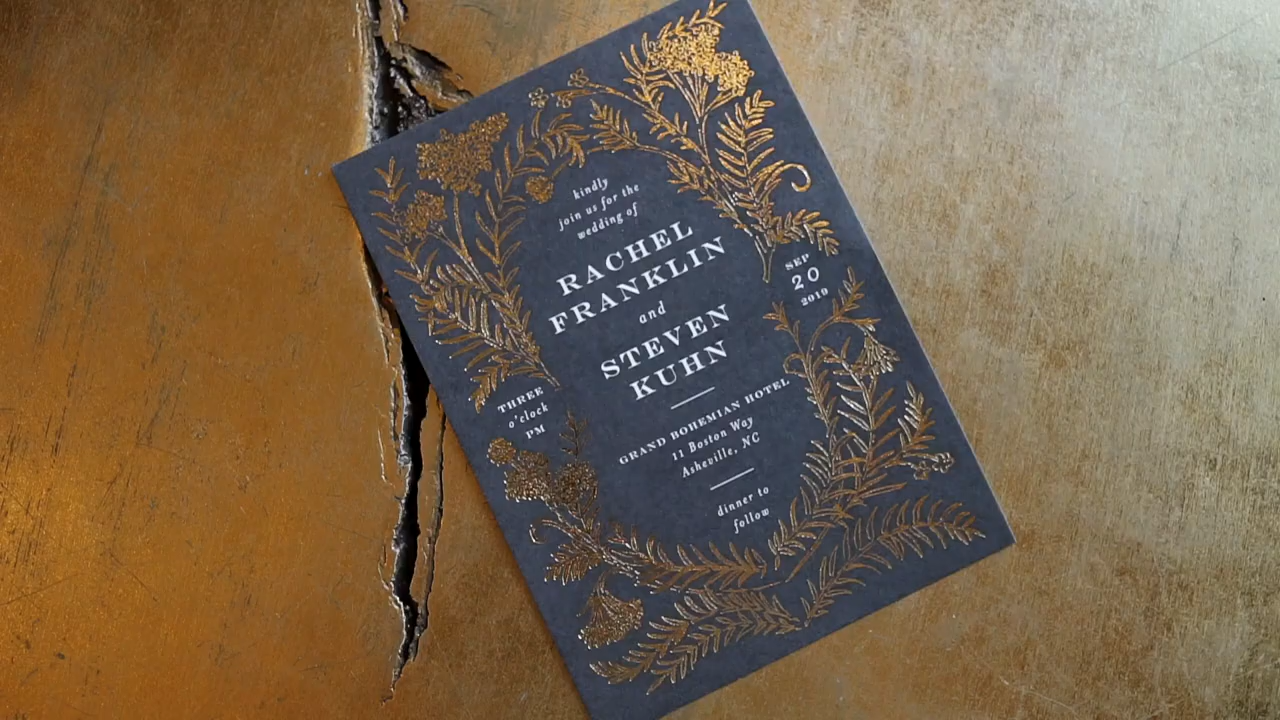 kindly
join us for the
wedding of
RACHEL
FRANKLIN
and
STEVEN
KUHN
SEP
20
2019
THREE
o'clock
PM
GRAND BOHEMIAN HOTEL
11 Boston Way
Asheville, NC
dinner to
follow